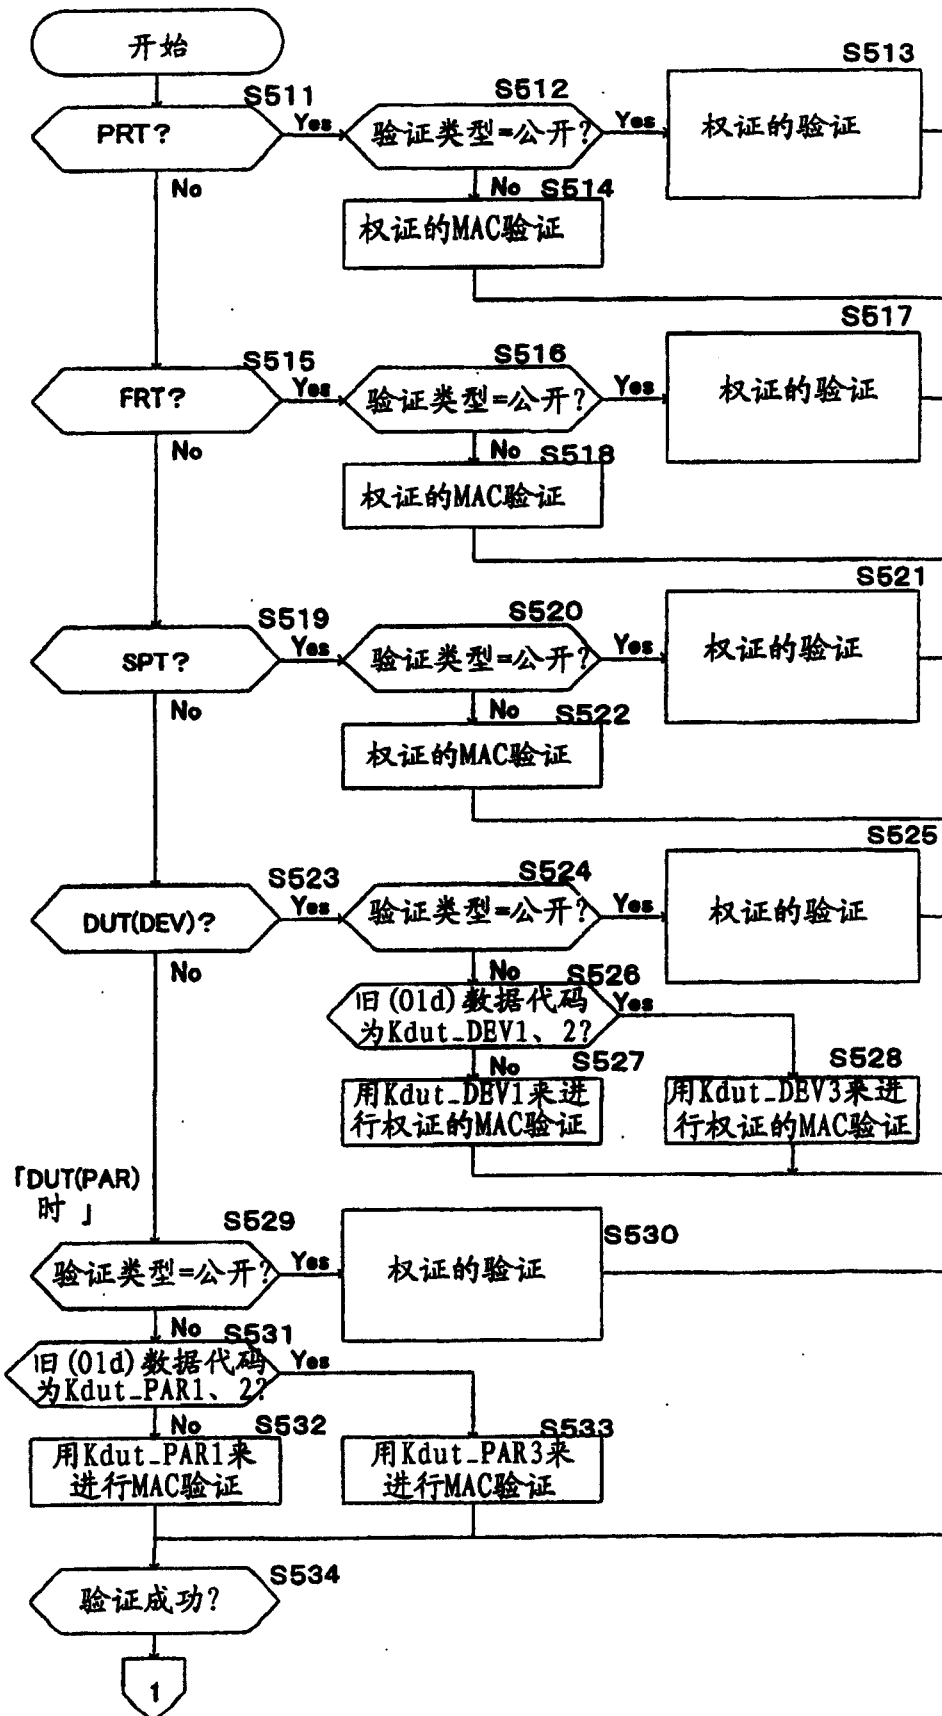 开始
S511
PRT?
Yes
No
S512
验证类型=公开?
Yes
No
S513
权证的验证
S514
权证的MAC验证
S515
FRT?
Yes
No
S516
验证类型=公开?
Yes
No
S517
权证的验证
S518
权证的MAC验证
S519
SPT?
Yes
No
S520
验证类型=公开?
Yes
No
S521
权证的验证
S522
权证的MAC验证
S523
DUT(DEV)?
Yes
No
S524
验证类型=公开?
Yes
No
S525
权证的验证
S526
旧(Old)数据代码
为Kdut_DEV1、2?
Yes
No
S527
用Kdut_DEV1来进
行权证的MAC验证
S528
用Kdut_DEV3来进
行权证的MAC验证
「DUT(PAR)
时」
S529
验证类型=公开?
Yes
No
S530
权证的验证
S531
旧(Old)数据代码
为Kdut_PAR1、2?
Yes
No
S532
用Kdut_PAR1来
进行MAC验证
S533
用Kdut_PAR3来
进行MAC验证
S534
验证成功?
1